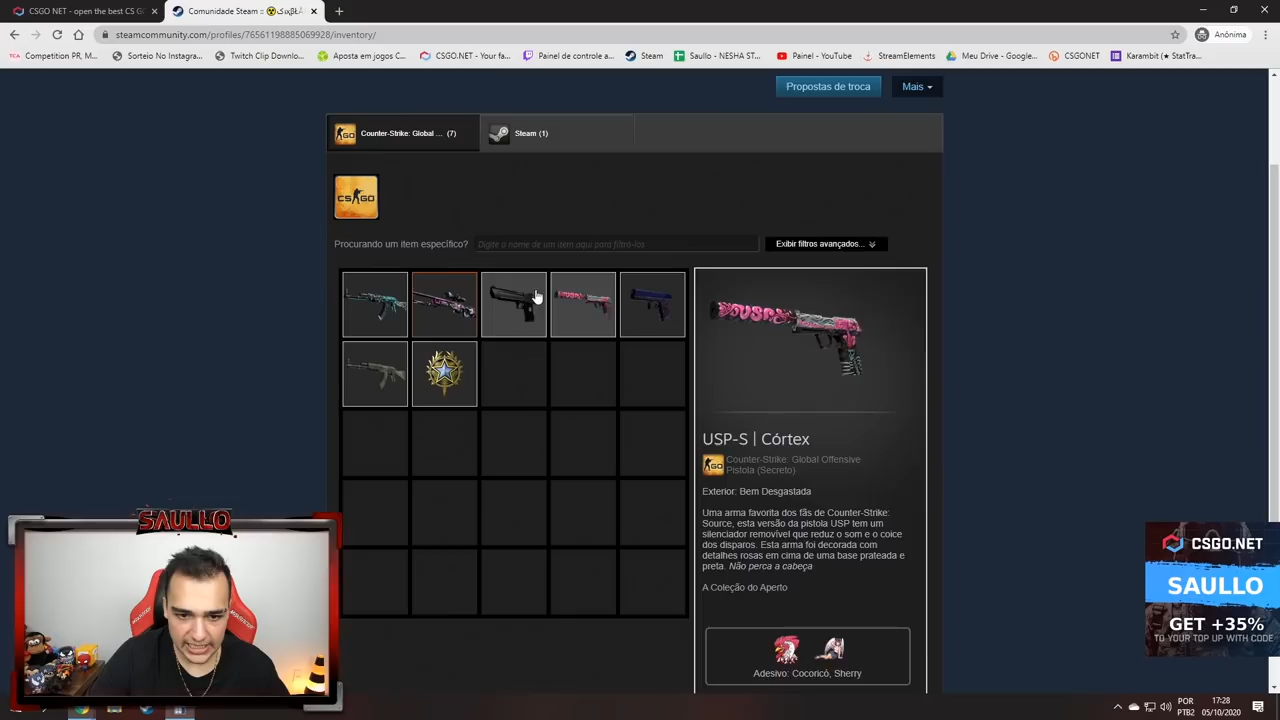 CSGO NET - open the best CS G
Comunidade Steam ::
steamcommunity.com/profiles/76561198885069928/inventory/
Anônima
Competition PR, Man...
Sorteio No Instagra...
Twitch Clip Downlo...
Aposta em jogos C...
CSGO.NET - Your fa...
Painel de controle a...
Steam
Saullo - NESHA ST...
Painel - YouTube
StreamElements
Meu Drive - Google...
CSGONET
Karambit (★ StatTra...
Propostas de troca
Mais
Counter-Strike: Global ... (7)
Steam (1)
CS GO
Procurando um item específico?
Digite o nome de um item aqui para filtrá-los
Exibir filtros avançados...
USP-S | Córtex
Counter-Strike: Global Offensive
Pistola (Secreto)
Exterior: Bem Desgastada
Uma arma favorita dos fãs de Counter-Strike:
Source, esta versão da pistola USP tem um
silenciador removível que reduz o som e o coice
dos disparos. Esta arma foi decorada com
detalhes rosas em cima de uma base prateada e
preta. Não perca a cabeça
A Coleção do Aperto
Adesivo: Cocoricó, Sherry
SAULLO
CSGO.NET
SAULLO
GET +35%
TO YOUR TOP UP WITH CODE
POR
PTB2
17:28
05/10/2020